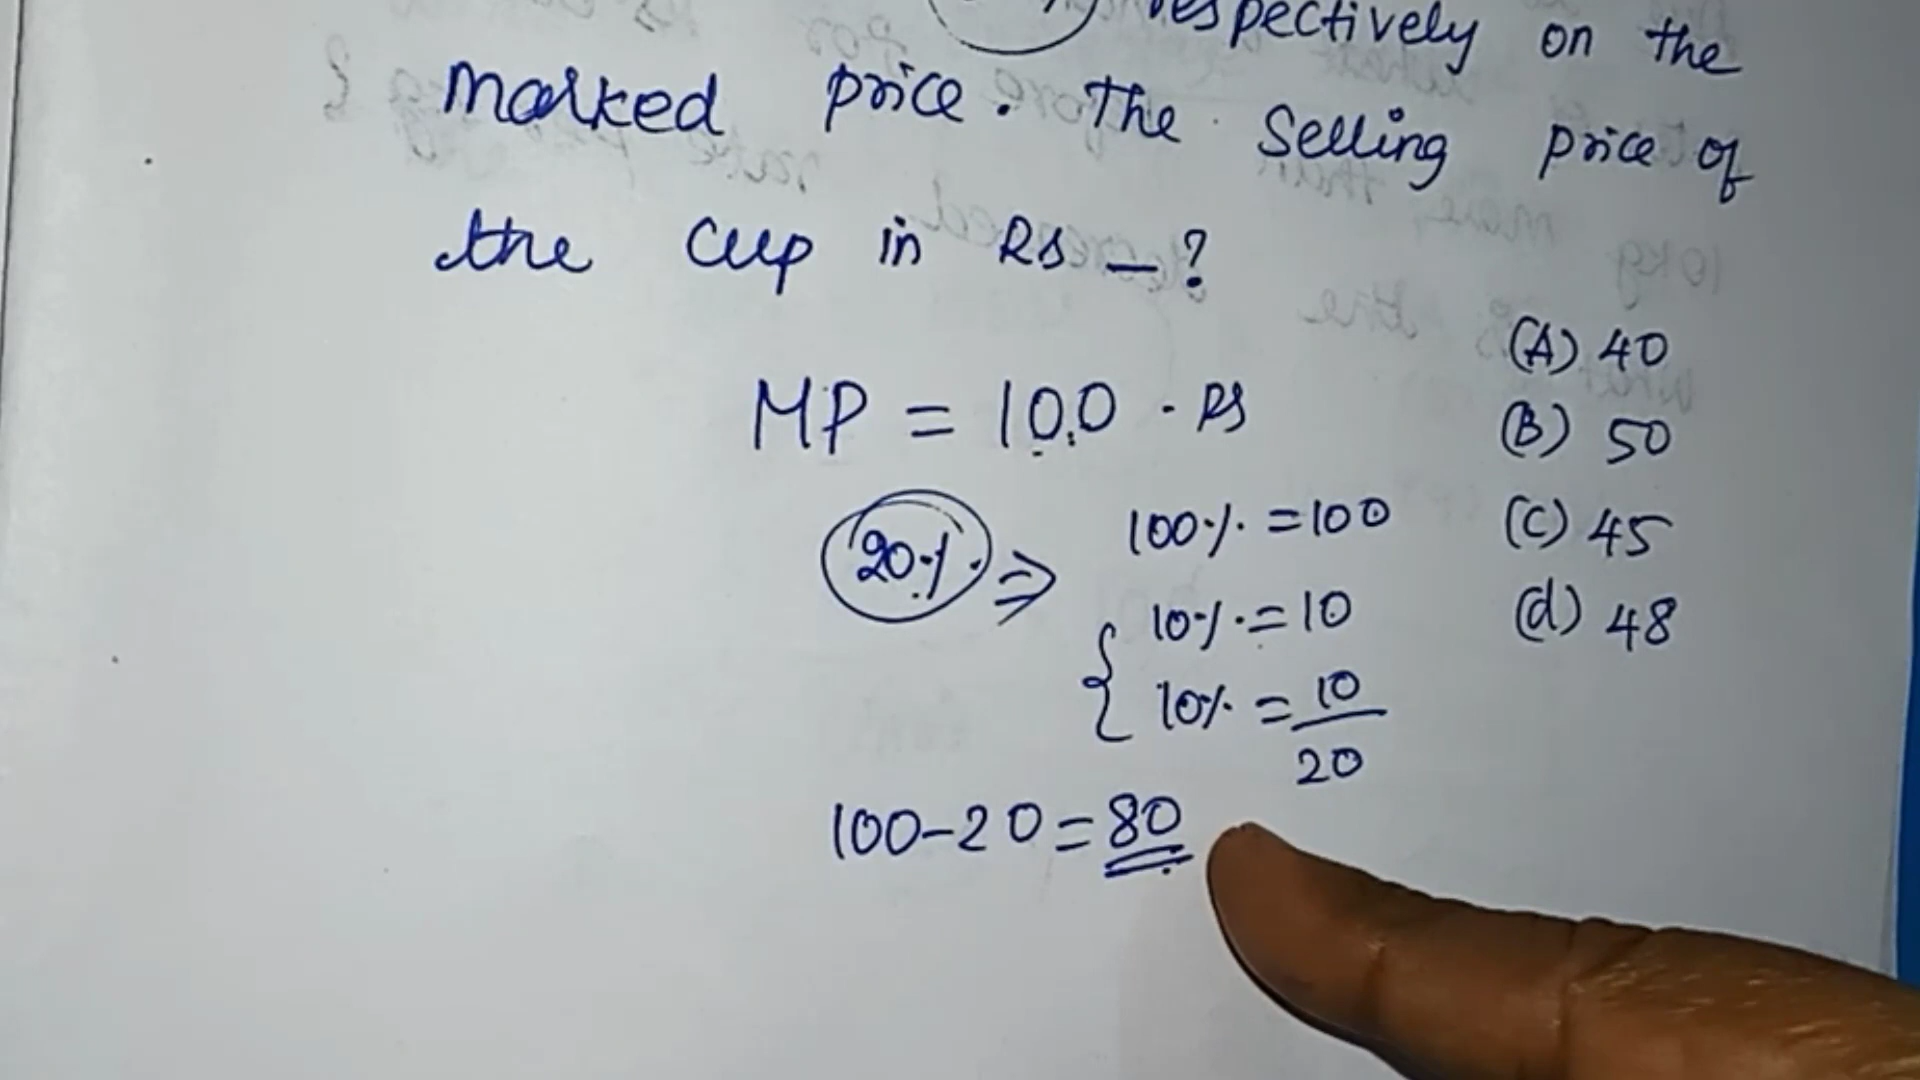 respectively on the
marked price. The Selling price of
the cup in Rs _ ?
(A) 40
MP = 100 . Rs
(B) 50
20% ⇒ 100% = 100
(C) 45
10% = 10
(d) 48
10% = 10
20
100-20=80